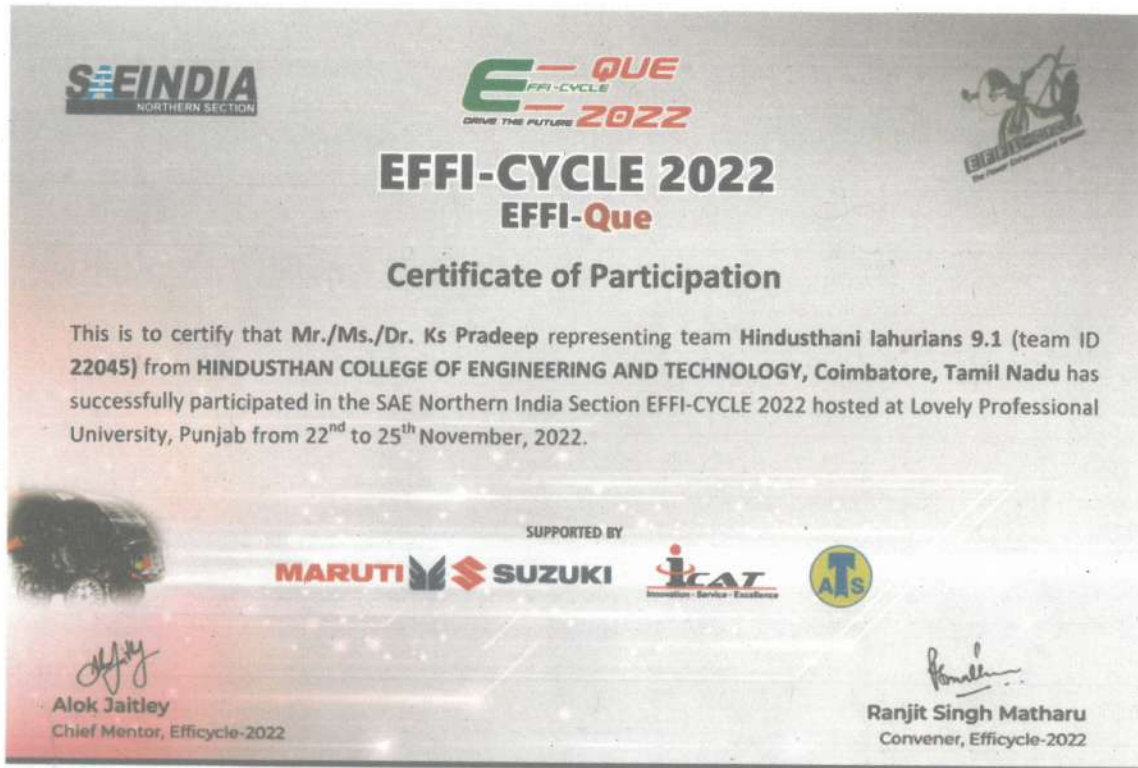 SAEINDIA
NORTHERN SECTION
E QUE
FFI-CYCLE
DRIVE THE FUTURE 2022
EFFI-CYCLE 2022
EFFI-Que
Certificate of Participation
This is to certify that Mr./Ms./Dr. Ks Pradeep representing team Hindusthani lahurians 9.1 (team ID
22045) from HINDUSTHAN COLLEGE OF ENGINEERING AND TECHNOLOGY, Coimbatore, Tamil Nadu has
successfully participated in the SAE Northern India Section EFFI-CYCLE 2022 hosted at Lovely Professional
University, Punjab from 22nd to 25th November, 2022.
SUPPORTED BY
MARUTI SUZUKI
iCAT
Innovation - Service - Excellence
ATS
Alok Jaitley
Chief Mentor, Efficycle-2022
Ranjit Singh Matharu
Convener, Efficycle-2022